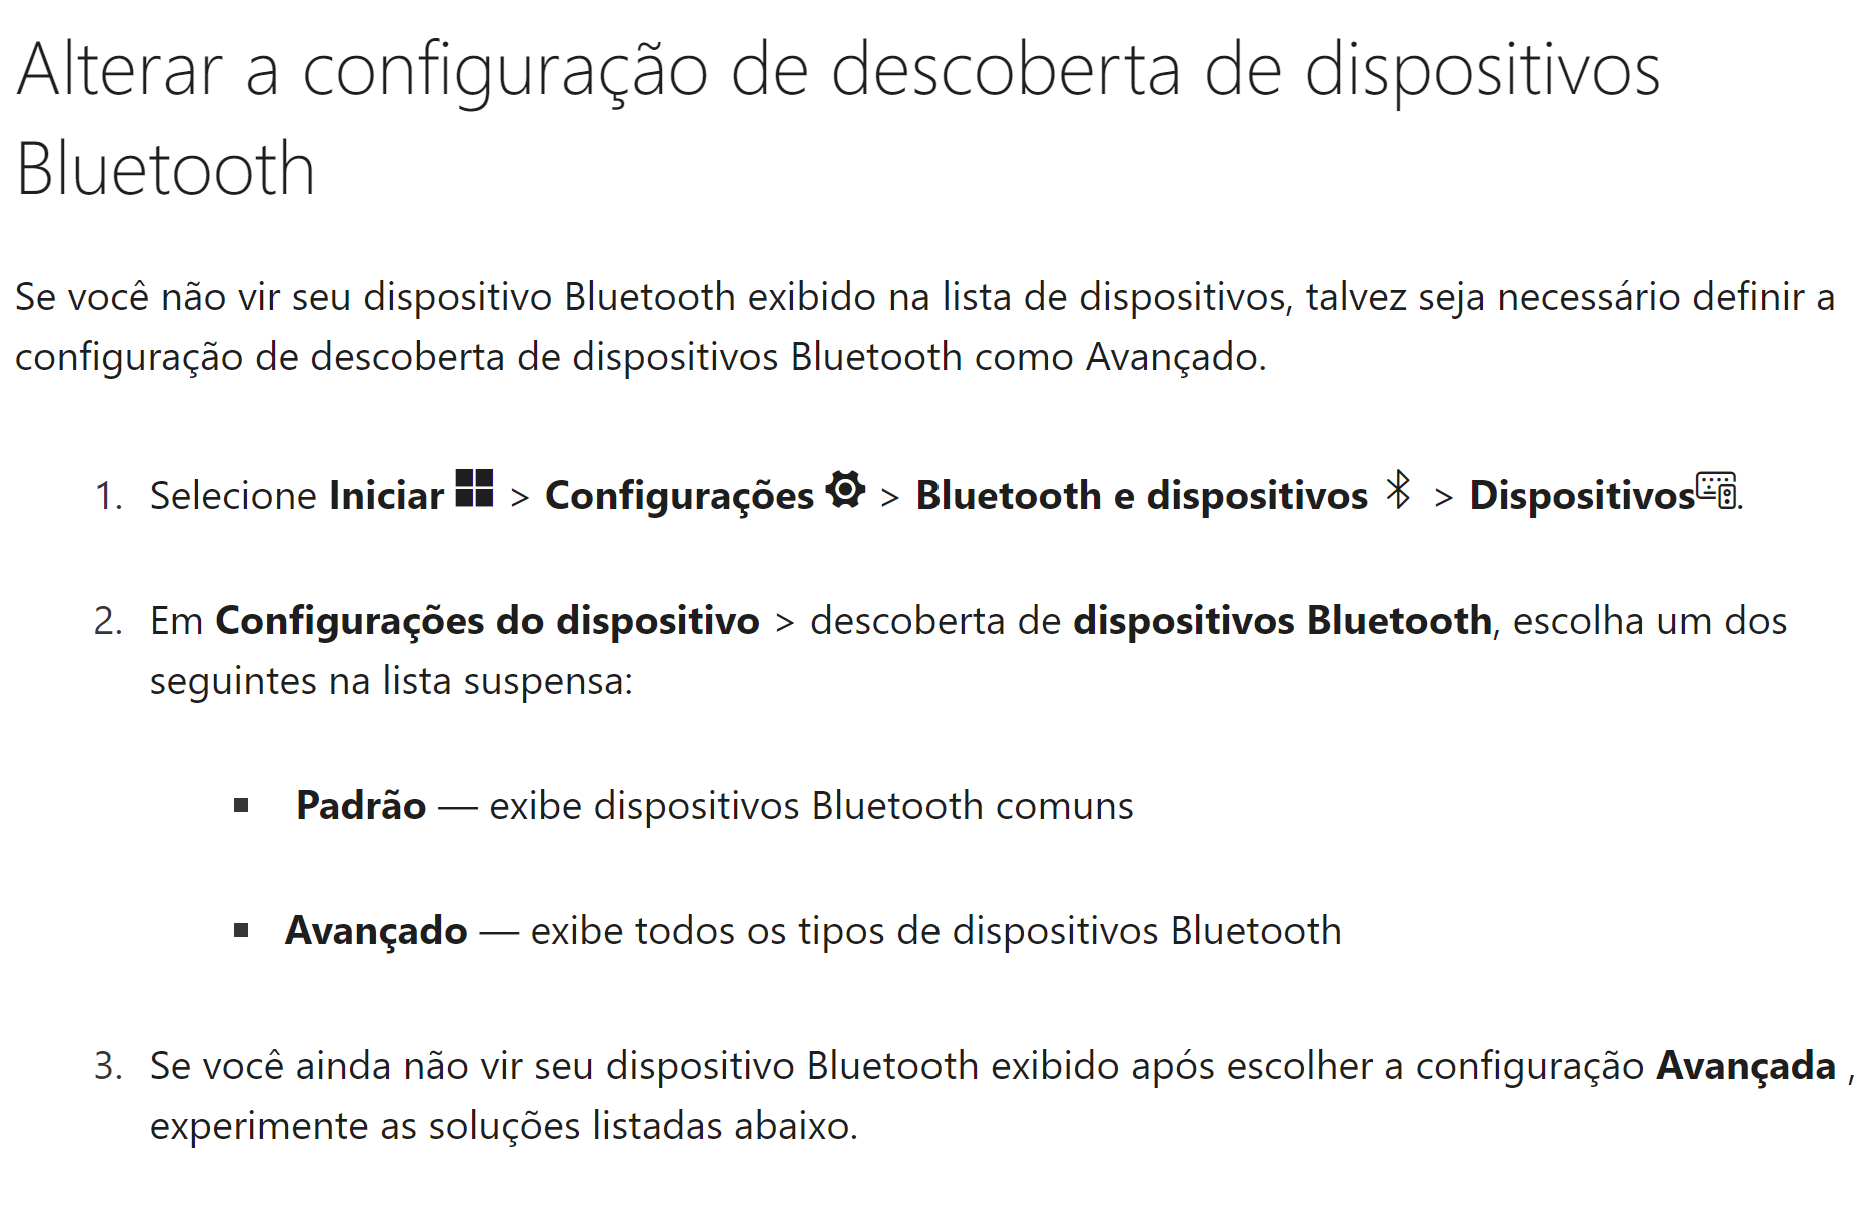 Alterar a configuração de descoberta de dispositivos
Bluetooth
Se você não vir seu dispositivo Bluetooth exibido na lista de dispositivos, talvez seja necessário definir a
configuração de descoberta de dispositivos Bluetooth como Avançado.
1. Selecione Iniciar > Configurações > Bluetooth e dispositivos > Dispositivos.
2. Em Configurações do dispositivo > descoberta de dispositivos Bluetooth, escolha um dos
seguintes na lista suspensa:
▪ Padrão — exibe dispositivos Bluetooth comuns
▪ Avançado — exibe todos os tipos de dispositivos Bluetooth
3. Se você ainda não vir seu dispositivo Bluetooth exibido após escolher a configuração Avançada ,
experimente as soluções listadas abaixo.